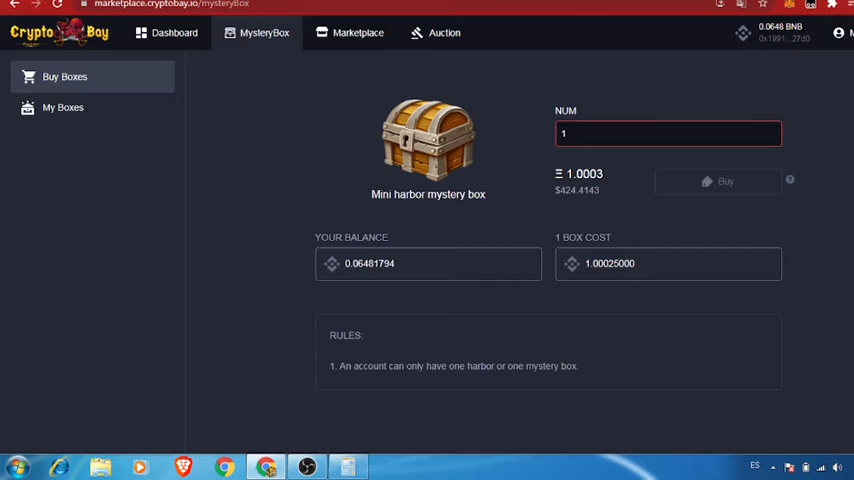 marketplace.cryptobay.io/mysteryBox
CryptoBay
Dashboard
MysteryBox
Marketplace
Auction
0.0648 BNB
0x1991...27d0
M
Buy Boxes
My Boxes
Mini harbor mystery box
NUM
1
Ξ 1.0003
$424.4143
Buy
?
YOUR BALANCE
0.06481794
1 BOX COST
1.00025000
RULES:
1. An account can only have one harbor or one mystery box.
ES